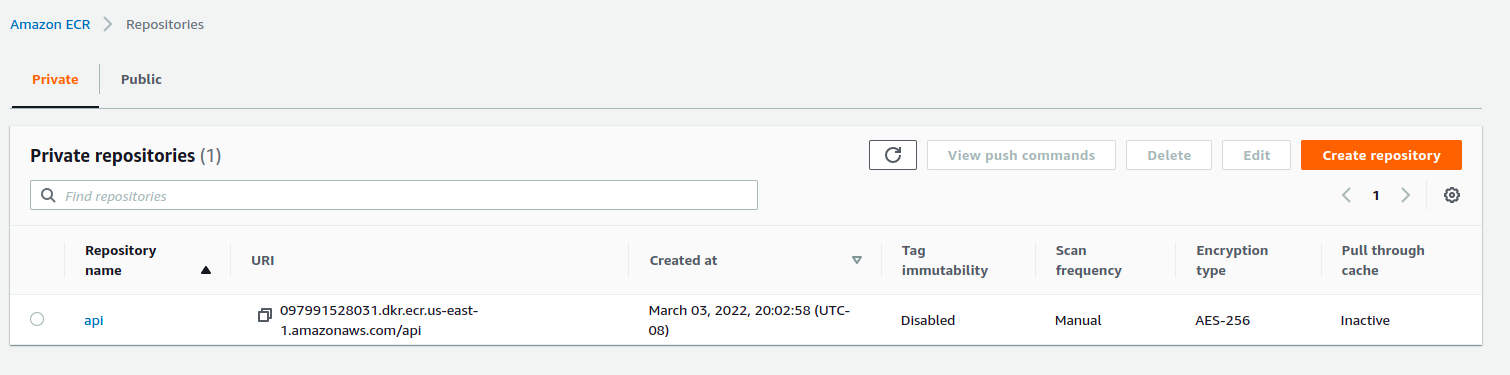 Amazon ECR Repositories
Private Public
Private repositories (1) View push commands Delete Edit Create repository
Find repositories 1
Repository name URI Created at Tag immutability Scan frequency Encryption type Pull through cache
api 097991528031.dkr.ecr.us-east-1.amazonaws.com/api March 03, 2022, 20:02:58 (UTC-08) Disabled Manual AES-256 Inactive